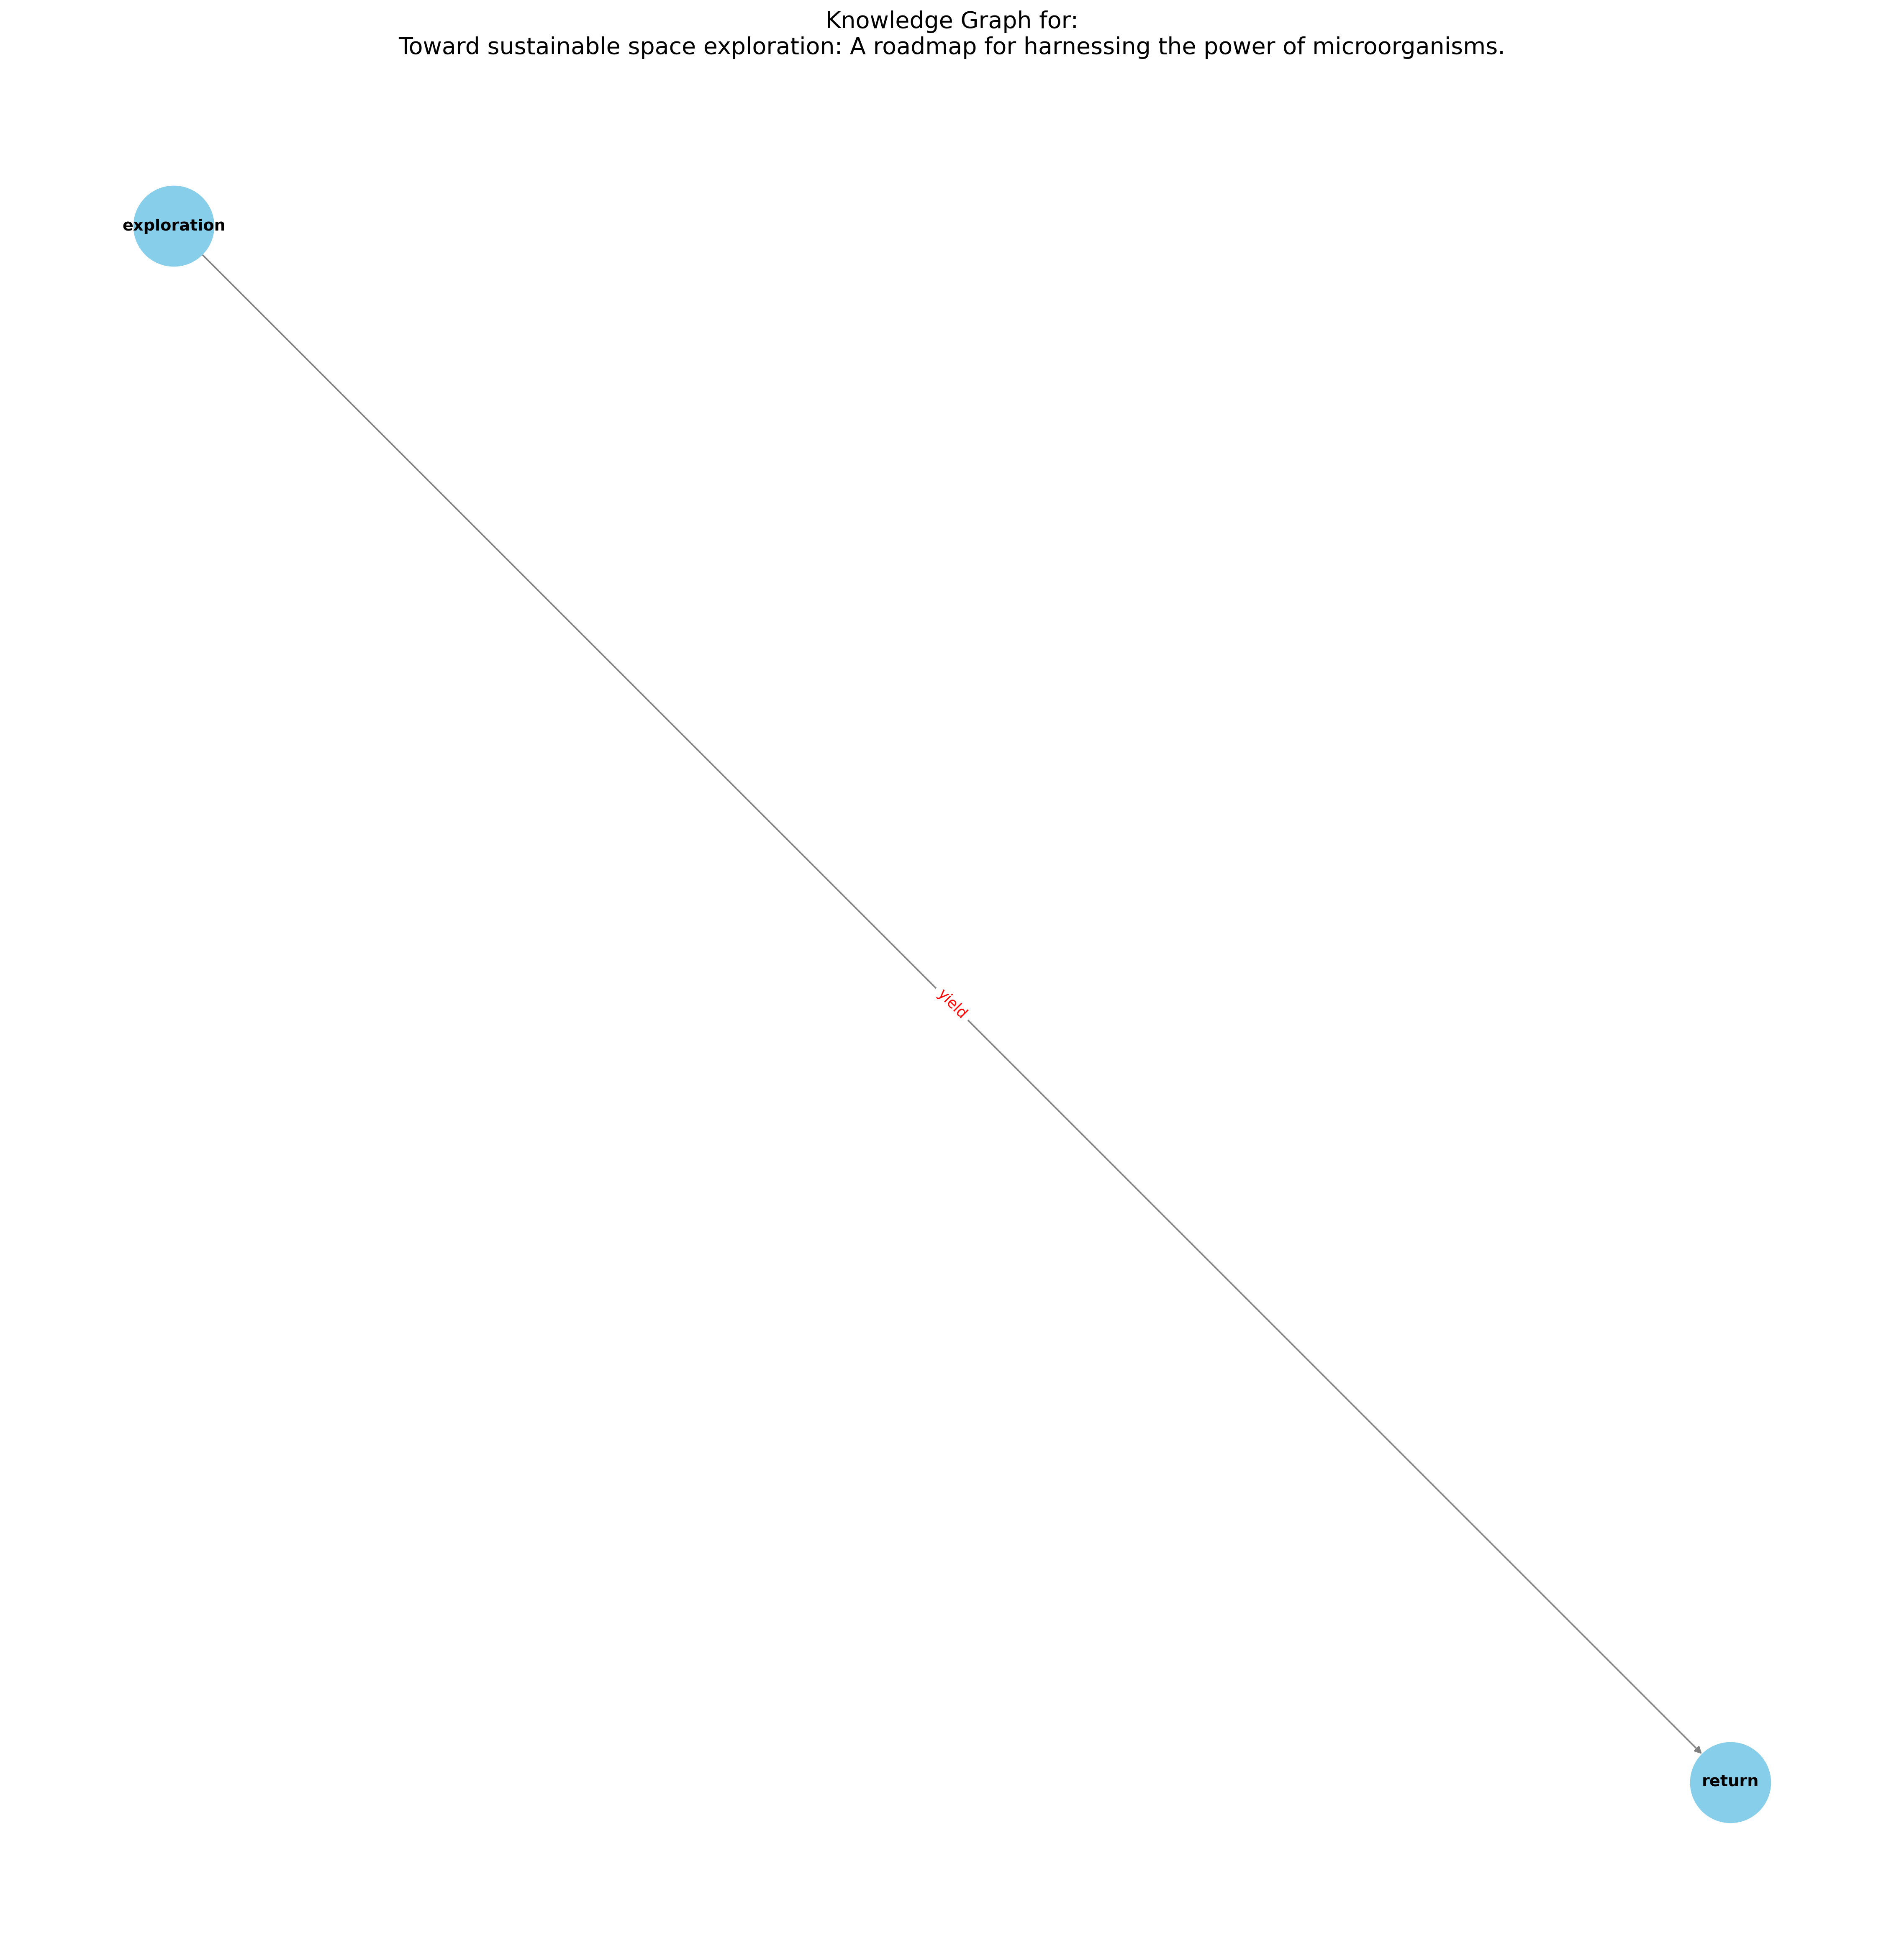 Knowledge Graph for:
Toward sustainable space exploration: A roadmap for harnessing the power of microorganisms.
exploration
yield
return